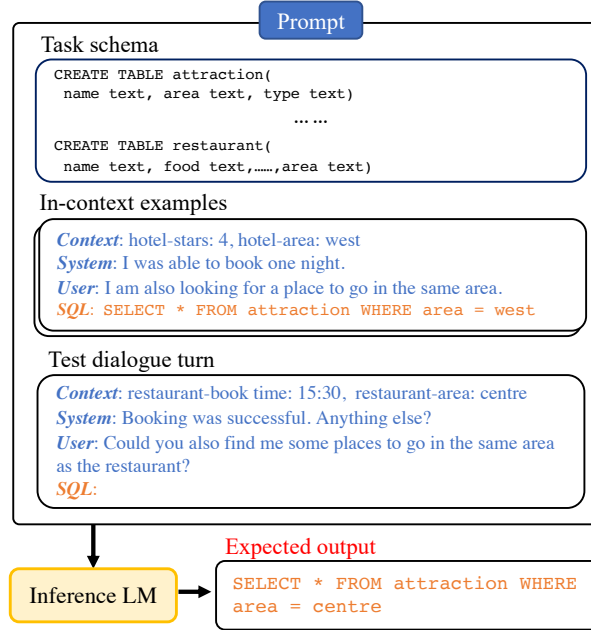 Prompt
Task schema
CREATE TABLE attraction(
name text, area text, type text)
... ...
CREATE TABLE restaurant(
name text, food text,……,area text)
In-context examples
Context: hotel-stars: 4, hotel-area: west
System: I was able to book one night.
User: I am also looking for a place to go in the same area.
SQL: SELECT * FROM attraction WHERE area = west
Test dialogue turn
Context: restaurant-book time: 15:30, restaurant-area: centre
System: Booking was successful. Anything else?
User: Could you also find me some places to go in the same area
as the restaurant?
SQL:
Expected output
Inference LM
SELECT * FROM attraction WHERE
area = centre